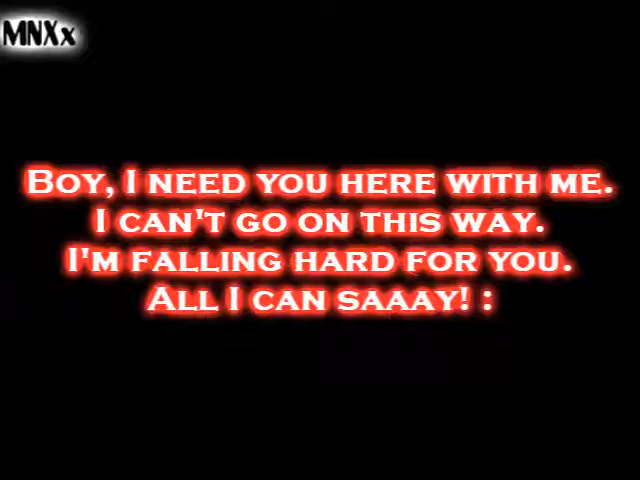 MNXx
Boy, I need you here with me.
I can't go on this way.
I'm falling hard for you.
All I can saaay! :